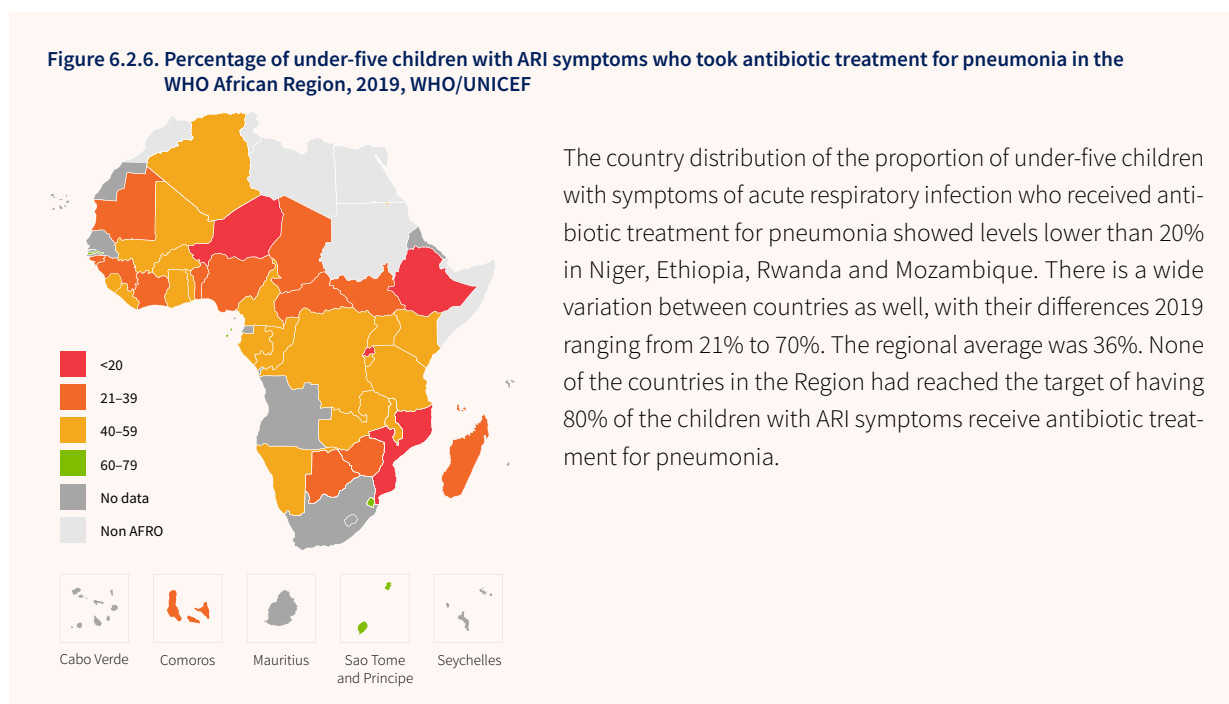 Figure 6.2.6. Percentage of under-five children with ARI symptoms who took antibiotic treatment for pneumonia in the
WHO African Region, 2019, WHO/UNICEF
The country distribution of the proportion of under-five children
with symptoms of acute respiratory infection who received anti-
biotic treatment for pneumonia showed levels lower than 20%
in Niger, Ethiopia, Rwanda and Mozambique. There is a wide
variation between countries as well, with their differences 2019
ranging from 21% to 70%. The regional average was 36%. None
of the countries in the Region had reached the target of having
80% of the children with ARI symptoms receive antibiotic treat-
ment for pneumonia.
<20
21–39
40–59
60–79
No data
Non AFRO
Cabo Verde
Comoros
Mauritius
Sao Tome
and Principe
Seychelles